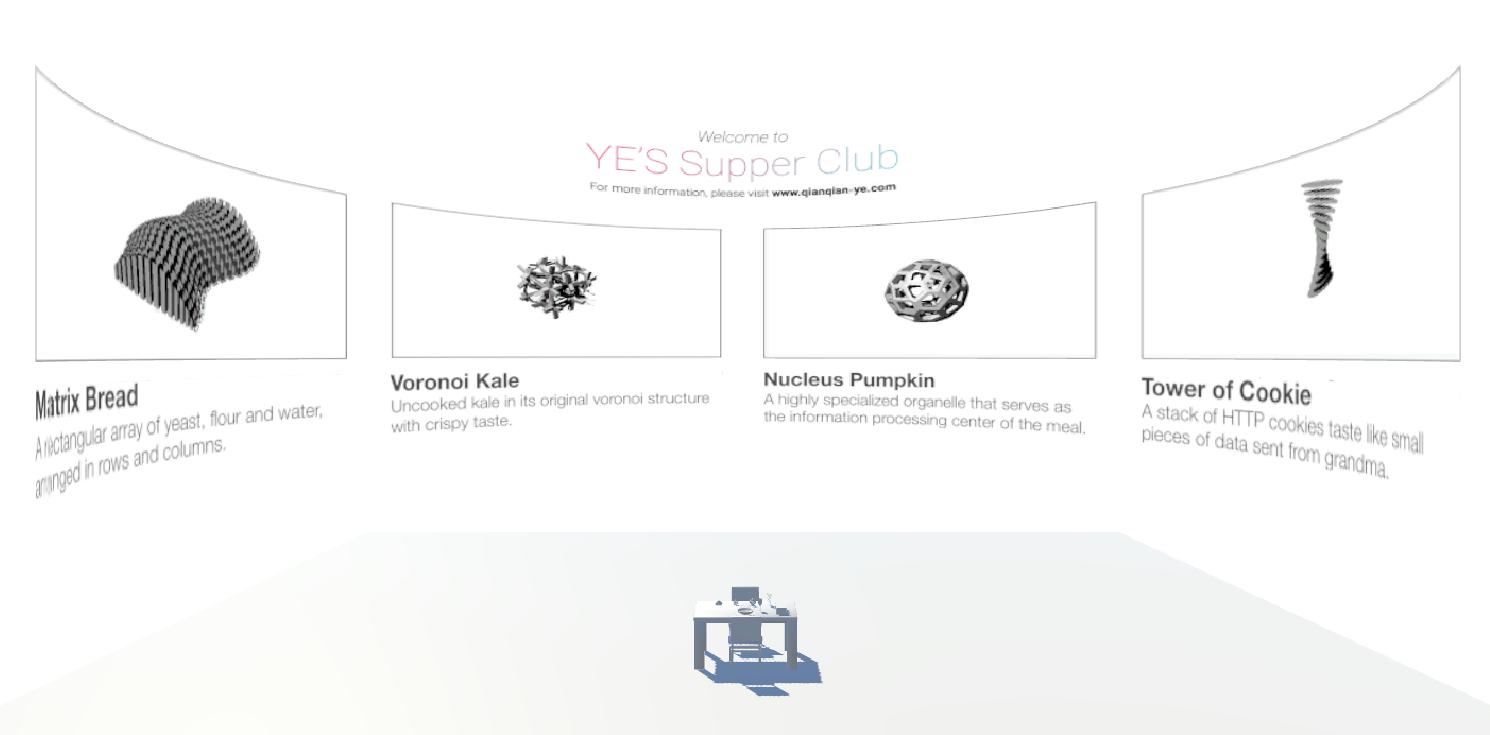 Welcome to
YE'S Supper Club
For more information, please visit www.qianqian-ye.com
Matrix Bread
A rectangular array of yeast, flour and water,
arranged in rows and columns.
Voronoi Kale
Uncooked kale in its original voronoi structure
with crispy taste.
Nucleus Pumpkin
A highly specialized organelle that serves as
the information processing center of the meal.
Tower of Cookie
A stack of HTTP cookies taste like small
pieces of data sent from grandma.